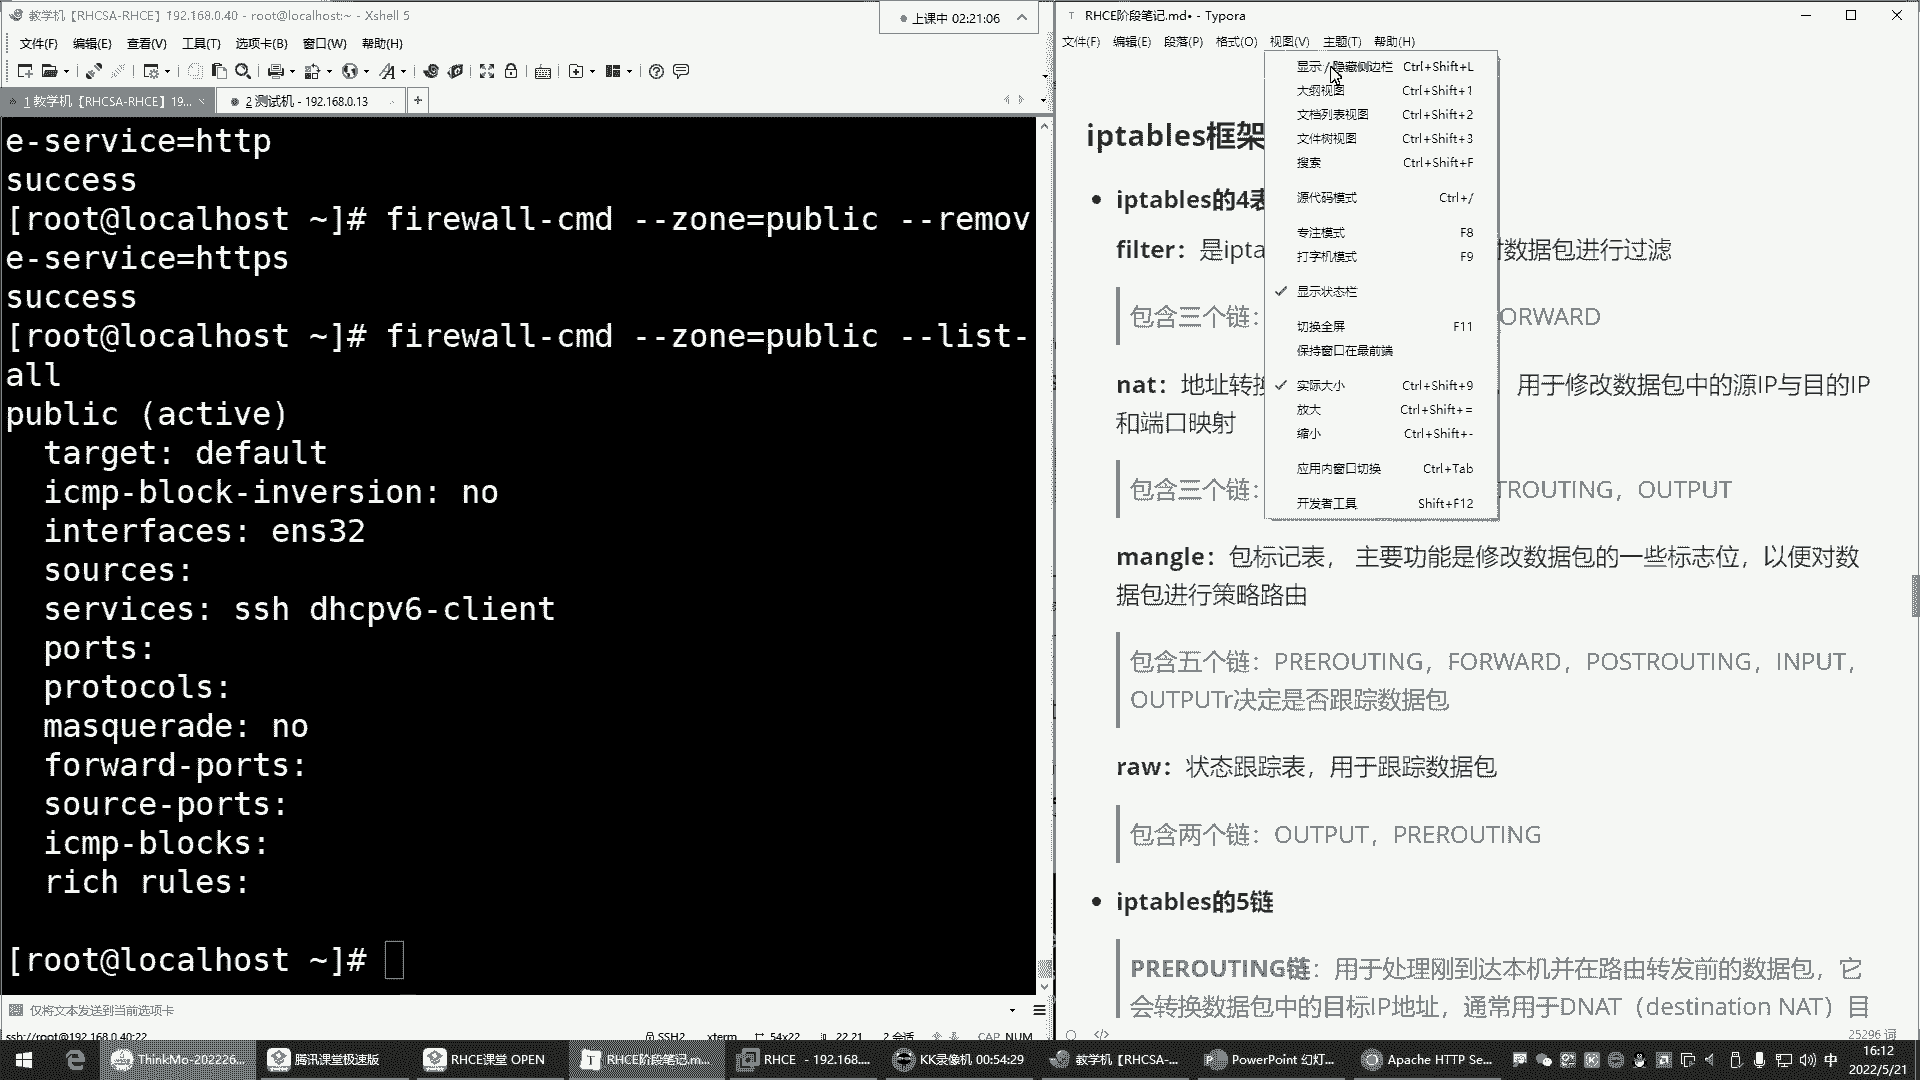 教学机【RHCSA-RHCE】192.168.0.40 - root@localhost:~ - Xshell 5
上课中 02:21:06
文件(F) 编辑(E) 查看(V) 工具(T) 选项卡(B) 窗口(W) 帮助(H)
1 教学机【RHCSA-RHCE】19...
2 测试机 - 192.168.0.13
e-service=http
success
[root@localhost ~]# firewall-cmd --zone=public --remov
e-service=https
success
[root@localhost ~]# firewall-cmd --zone=public --list-
all
public (active)
target: default
icmp-block-inversion: no
interfaces: ens32
sources:
services: ssh dhcpv6-client
ports:
protocols:
masquerade: no
forward-ports:
source-ports:
icmp-blocks:
rich rules:
[root@localhost ~]#
仅将文本发送到当前选项卡
ssh://root@192.168.0.40:22 SSH2 xterm 54x22 22,21 2 会话 CAP NUM
RHCE阶段笔记.md• - Typora
文件(F) 编辑(E) 段落(P) 格式(O) 视图(V) 主题(T) 帮助(H)
显示 / 隐藏侧边栏 Ctrl+Shift+L
大纲视图 Ctrl+Shift+1
文档列表视图 Ctrl+Shift+2
文件树视图 Ctrl+Shift+3
搜索 Ctrl+Shift+F
源代码模式 Ctrl+/
专注模式 F8
打字机模式 F9
显示状态栏
切换全屏 F11
保持窗口在最前端
实际大小 Ctrl+Shift+9
放大 Ctrl+Shift+=
缩小 Ctrl+Shift+-
应用内窗口切换 Ctrl+Tab
开发者工具 Shift+F12
iptables框架
iptables的4表
filter：是ipta 对数据包进行过滤
包含三个链： ORWARD
nat：地址转换 ，用于修改数据包中的源IP与目的IP
和端口映射
包含三个链： TROUTING，OUTPUT
mangle：包标记表， 主要功能是修改数据包的一些标志位，以便对数
据包进行策略路由
包含五个链：PREROUTING，FORWARD，POSTROUTING，INPUT，
OUTPUTr决定是否跟踪数据包
raw：状态跟踪表，用于跟踪数据包
包含两个链：OUTPUT，PREROUTING
iptables的5链
PREROUTING链：用于处理刚到达本机并在路由转发前的数据包，它
会转换数据包中的目标IP地址，通常用于DNAT（destination NAT）目
25296 词
ThinkMo-202226...
腾讯课堂极速版
RHCE课堂 OPEN
RHCE阶段笔记.m...
RHCE - 192.168....
KK录像机 00:54:29
教学机【RHCSA-...
PowerPoint 幻灯...
Apache HTTP Se...
中
16:12
2022/5/21